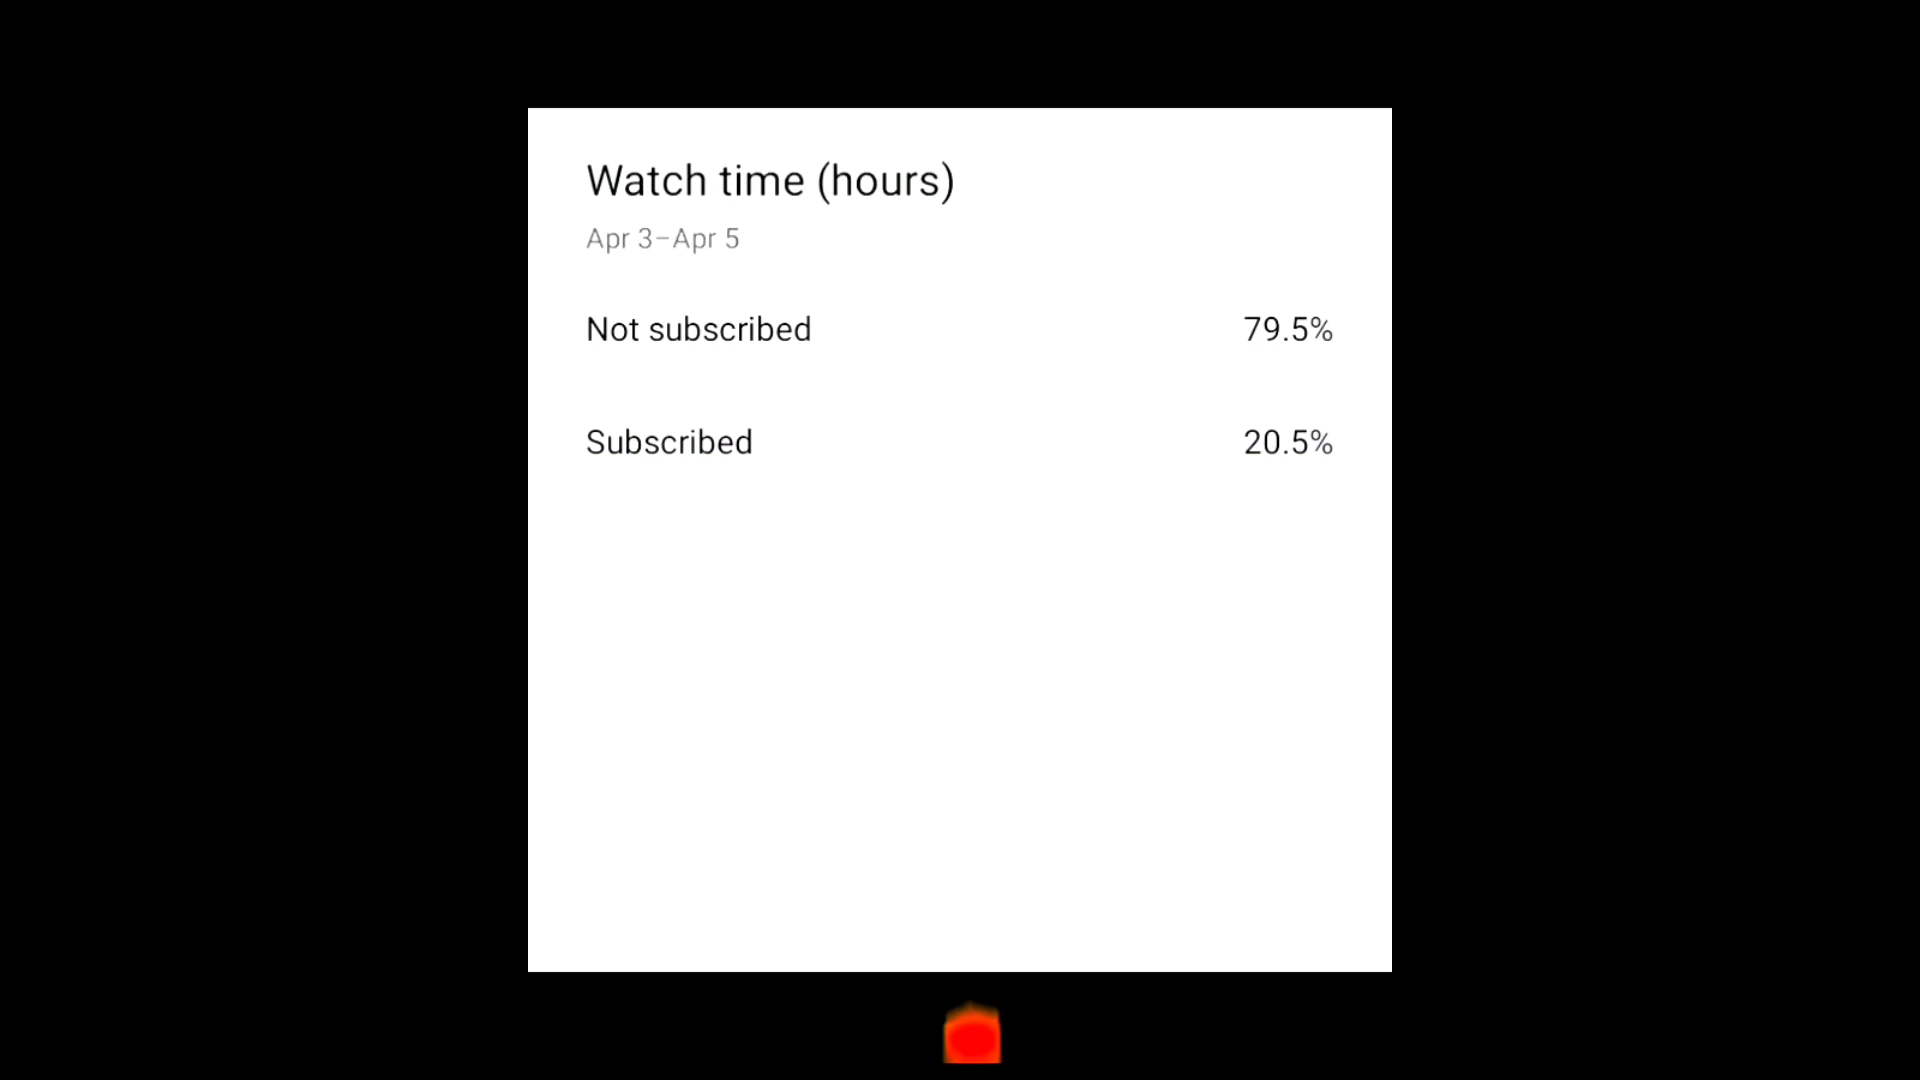 Watch time (hours)
Apr 3–Apr 5
Not subscribed 79.5%
Subscribed 20.5%